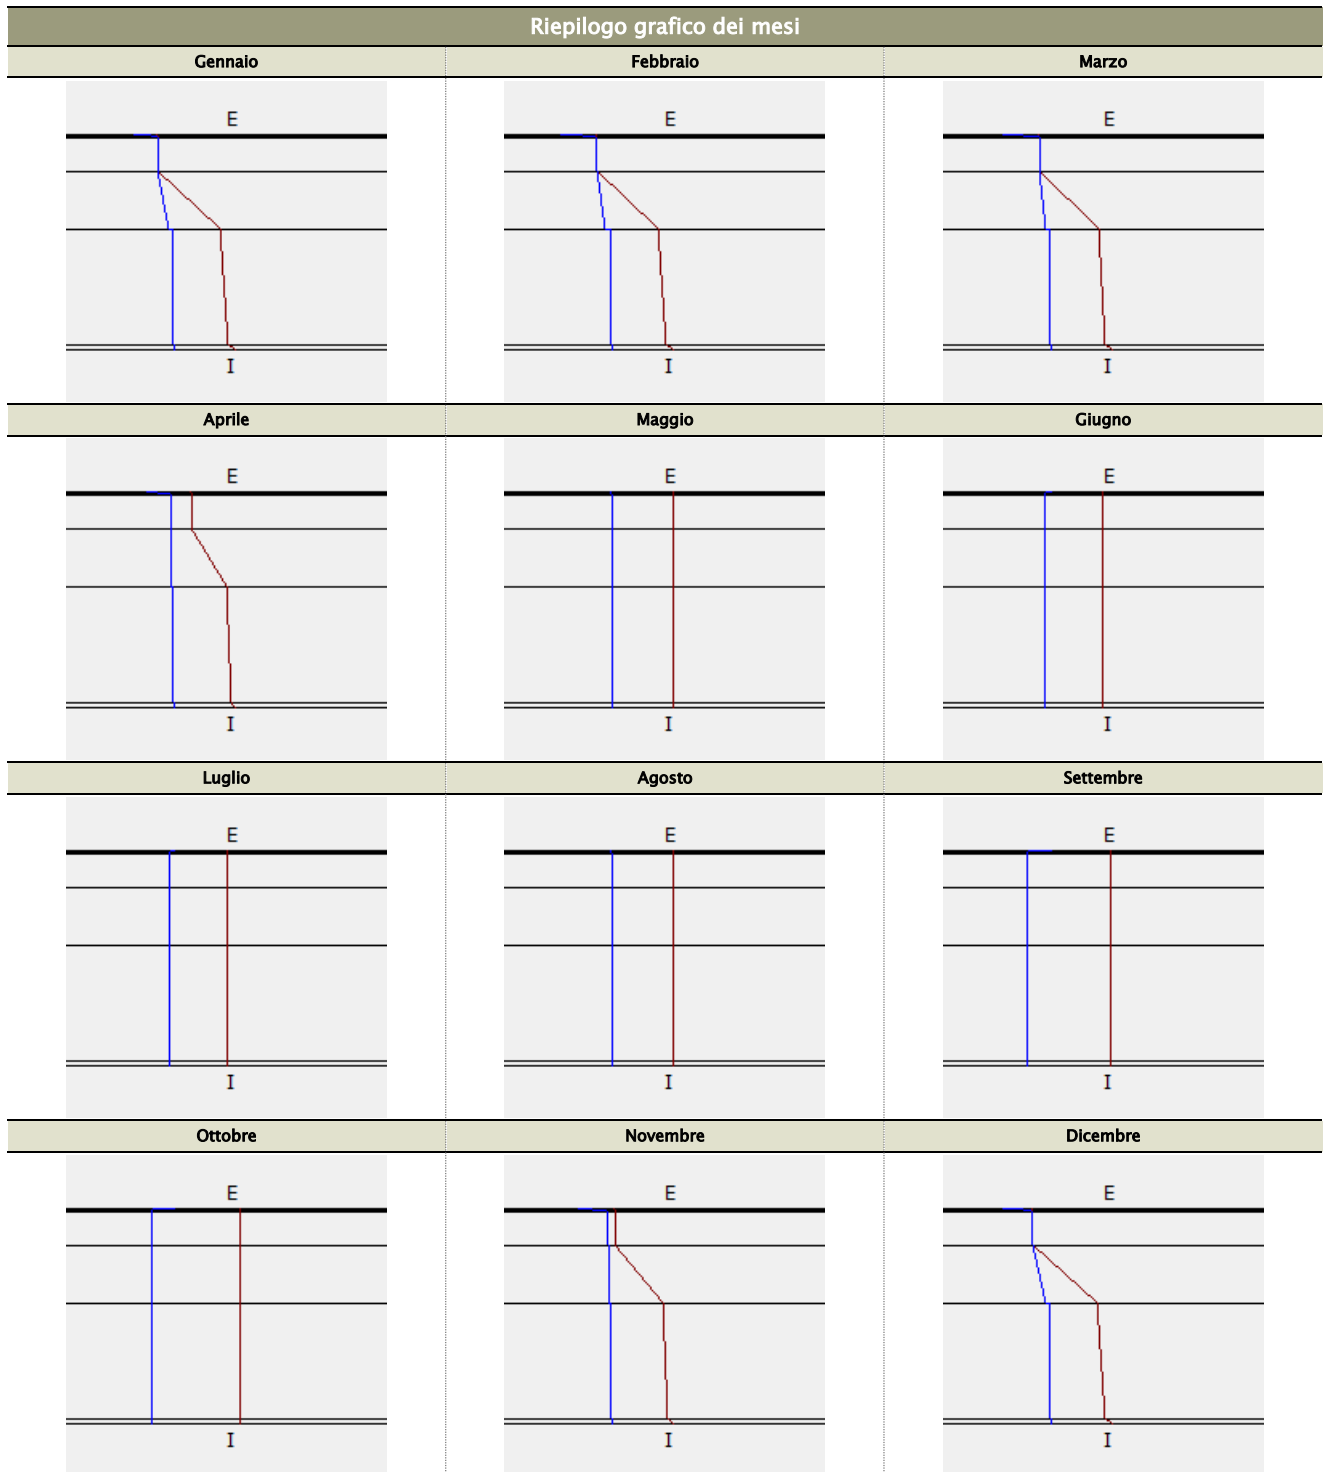 Riepilogo grafico dei mesi
Gennaio Febbraio Marzo
E E E
I I I
Aprile Maggio Giugno
E E E
I I I
Luglio Agosto Settembre
E E E
I I I
Ottobre Novembre Dicembre
E E E
I I I